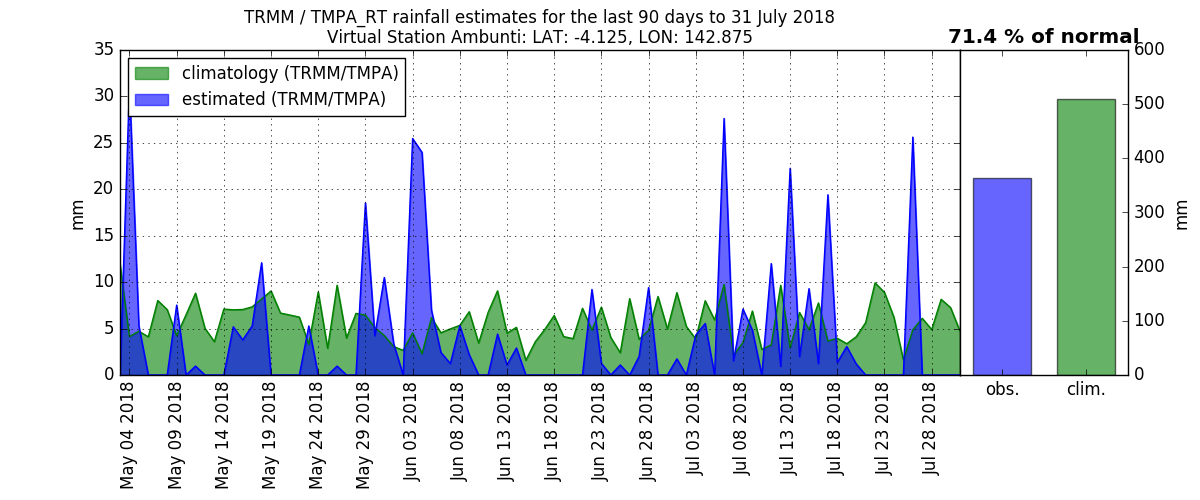 TRMM / TMPA_RT rainfall estimates for the last 90 days to 31 July 2018
Virtual Station Ambunti: LAT: -4.125, LON: 142.875
71.4 % of normal
climatology (TRMM/TMPA)
estimated (TRMM/TMPA)
35
30
25
20
15
10
5
0
mm
May 04 2018
May 09 2018
May 14 2018
May 19 2018
May 24 2018
May 29 2018
Jun 03 2018
Jun 08 2018
Jun 13 2018
Jun 18 2018
Jun 23 2018
Jun 28 2018
Jul 03 2018
Jul 08 2018
Jul 13 2018
Jul 18 2018
Jul 23 2018
Jul 28 2018
obs.
clim.
600
500
400
300
200
100
0
mm